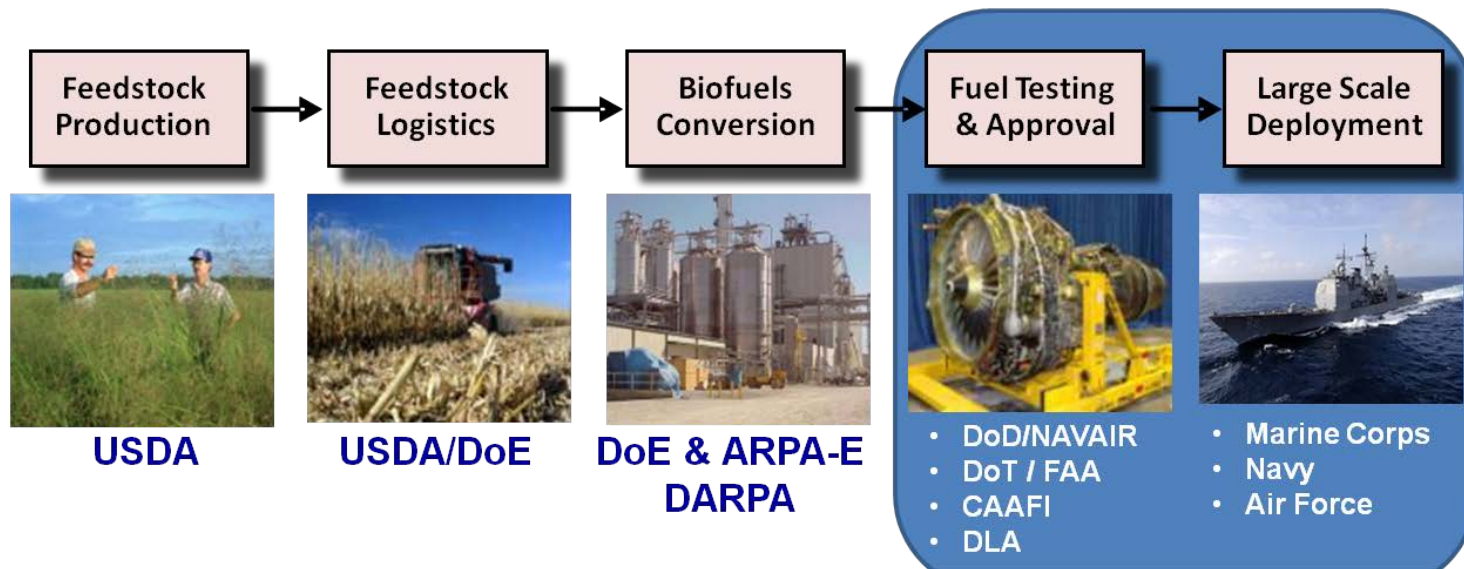 Feedstock
Production
Feedstock
Logistics
Biofuels
Conversion
Fuel Testing
& Approval
Large Scale
Deployment
USDA
USDA/DoE
DoE & ARPA-E
DARPA
• DoD/NAVAIR
• DoT / FAA
• CAAFI
• DLA
• Marine Corps
• Navy
• Air Force